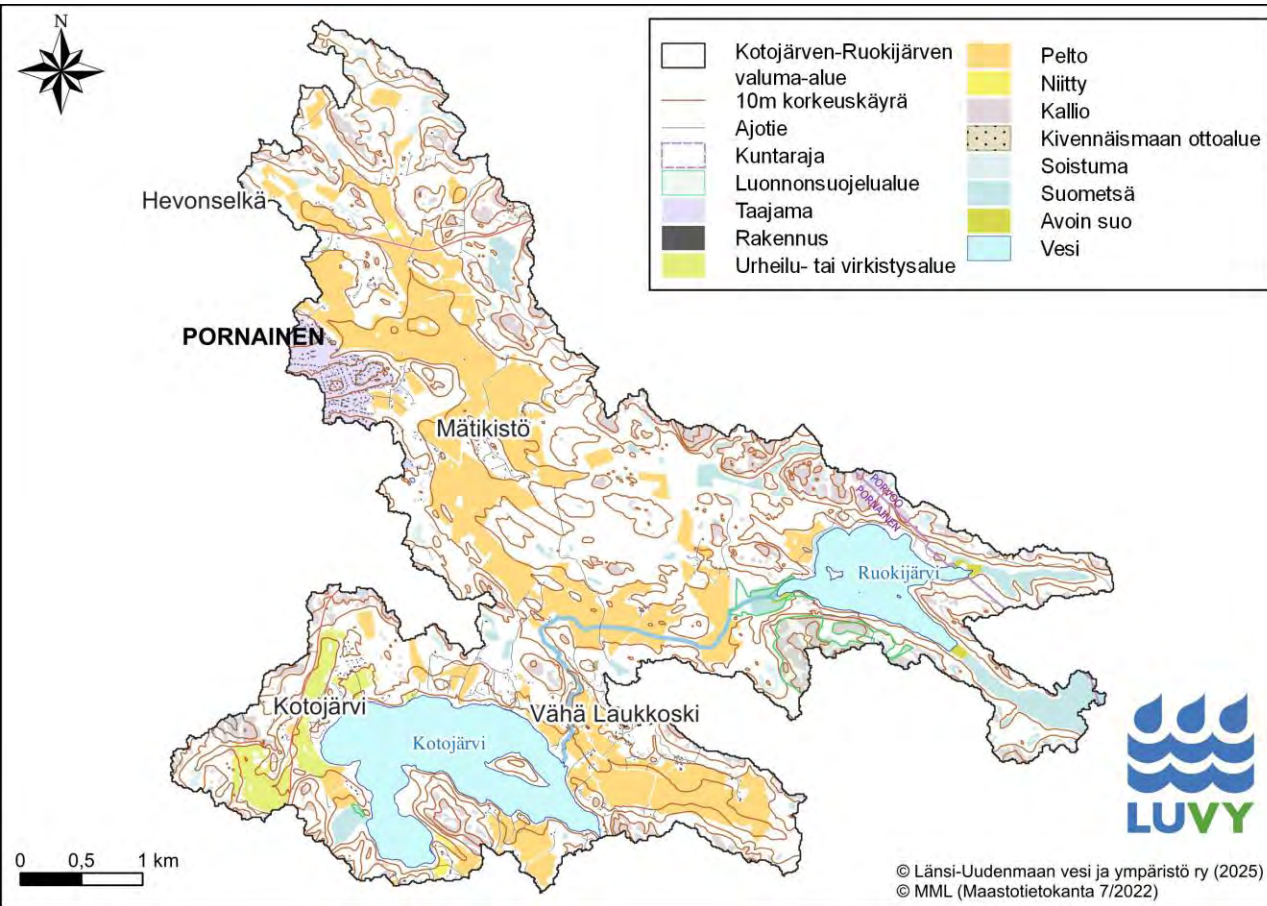 N
Kotojärven-Ruokijärven
valuma-alue
10m korkeuskäyrä
Ajotie
Kuntaraja
Luonnonsuojelualue
Taajama
Rakennus
Urheilu- tai virkistysalue
Pelto
Niitty
Kallio
Kivennäismaan ottoalue
Soistuma
Suometsä
Avoin suo
Vesi
Hevonselkä
PORNAINEN
Mätikistö
PORVOO
PORNAINEN
Ruokijärvi
Kotojärvi
Vähä Laukkoski
Kotojärvi
LUVY
0 0,5 1 km
© Länsi-Uudenmaan vesi ja ympäristö ry (2025)
© MML (Maastotietokanta 7/2022)